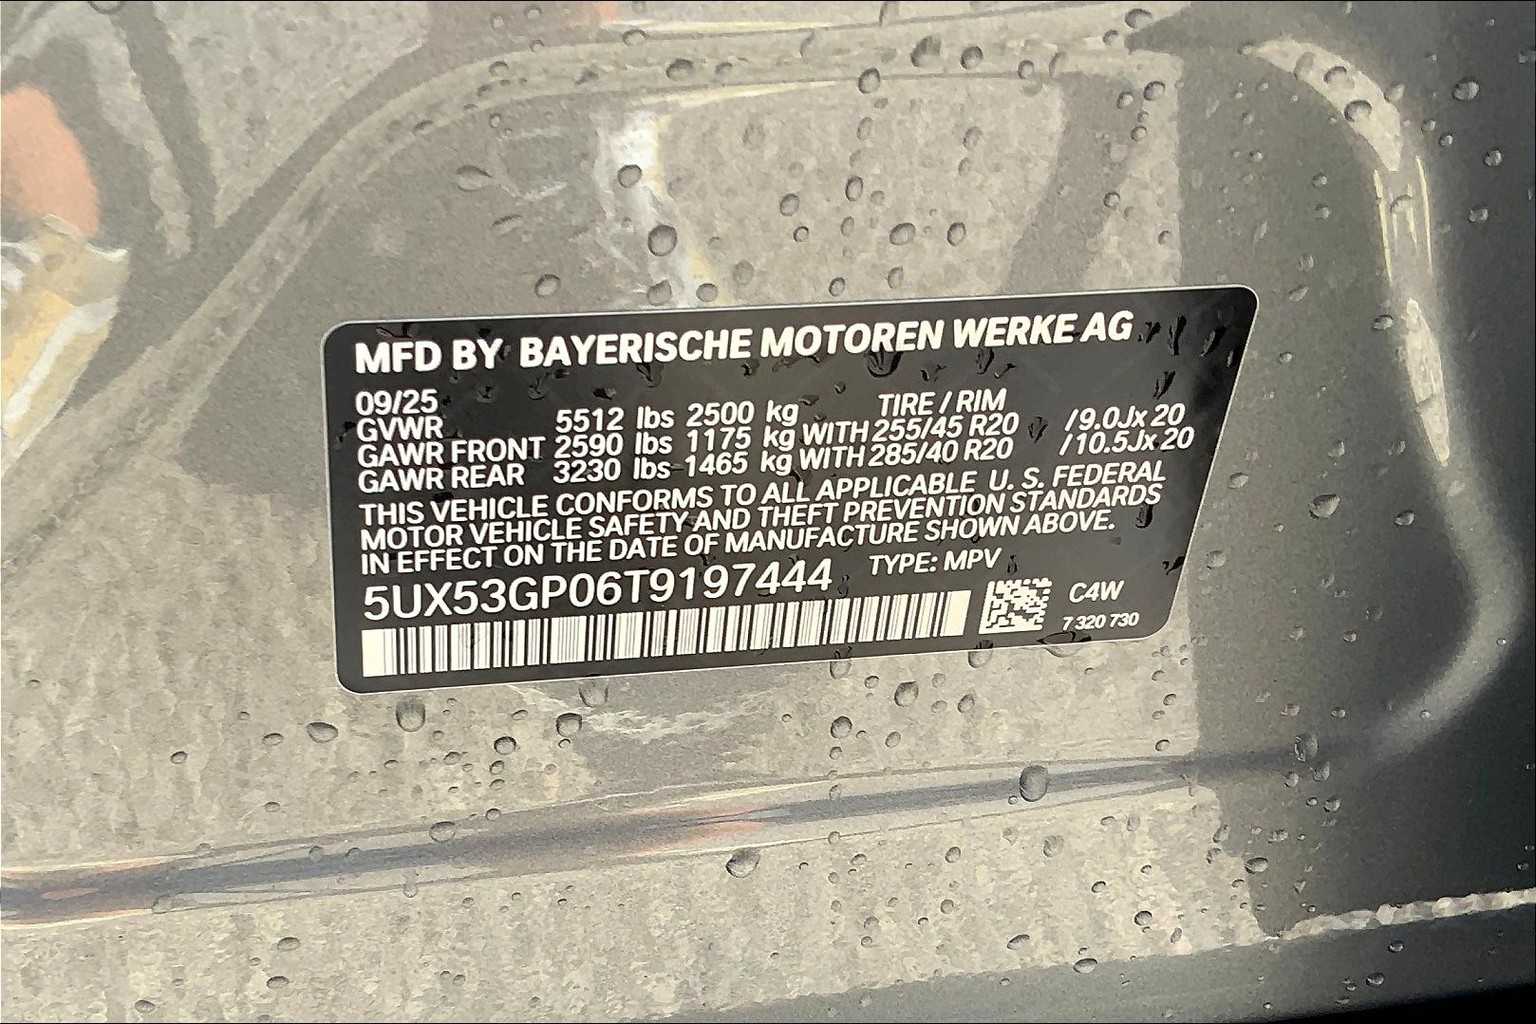 MFD BY BAYERISCHE MOTOREN WERKE AG
09/25 TIRE / RIM
GVWR 5512 lbs 2500 kg
GAWR FRONT 2590 lbs 1175 kg WITH 255/45 R20 /9.0Jx 20
GAWR REAR 3230 lbs 1465 kg WITH 285/40 R20 /10.5Jx 20
THIS VEHICLE CONFORMS TO ALL APPLICABLE U. S. FEDERAL
MOTOR VEHICLE SAFETY AND THEFT PREVENTION STANDARDS
IN EFFECT ON THE DATE OF MANUFACTURE SHOWN ABOVE.
5UX53GP06T9197444 TYPE: MPV
C4W
7 320 730